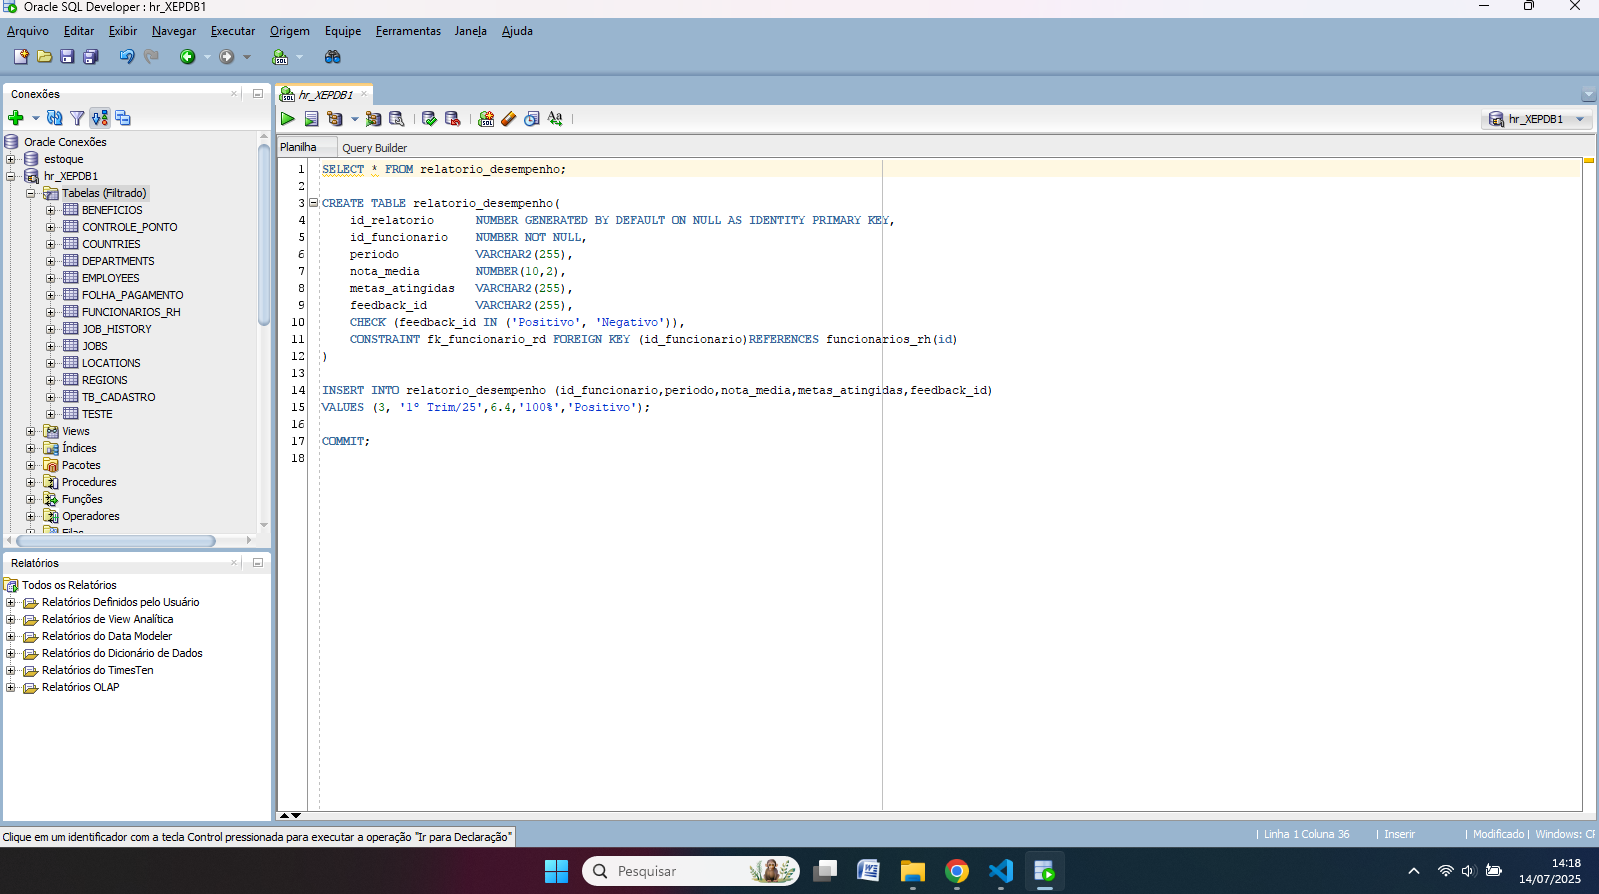 Oracle SQL Developer : hr_XEPDB1
Arquivo Editar Exibir Navegar Executar Origem Equipe Ferramentas Janela Ajuda
Conexões
Oracle Conexões
estoque
hr_XEPDB1
Tabelas (Filtrado)
BENEFICIOS
CONTROLE_PONTO
COUNTRIES
DEPARTMENTS
EMPLOYEES
FOLHA_PAGAMENTO
FUNCIONARIOS_RH
JOB_HISTORY
JOBS
LOCATIONS
REGIONS
TB_CADASTRO
TESTE
Views
Índices
Pacotes
Procedures
Funções
Operadores
Filas
Relatórios
Todos os Relatórios
Relatórios Definidos pelo Usuário
Relatórios de View Analítica
Relatórios do Data Modeler
Relatórios do Dicionário de Dados
Relatórios do TimesTen
Relatórios OLAP
hr_XEPDB1
hr_XEPDB1
Planilha Query Builder
1 SELECT * FROM relatorio_desempenho;
2
3 CREATE TABLE relatorio_desempenho(
4 id_relatorio NUMBER GENERATED BY DEFAULT ON NULL AS IDENTITY PRIMARY KEY,
5 id_funcionario NUMBER NOT NULL,
6 periodo VARCHAR2(255),
7 nota_media NUMBER(10,2),
8 metas_atingidas VARCHAR2(255),
9 feedback_id VARCHAR2(255),
10 CHECK (feedback_id IN ('Positivo', 'Negativo')),
11 CONSTRAINT fk_funcionario_rd FOREIGN KEY (id_funcionario)REFERENCES funcionarios_rh(id)
12 )
13
14 INSERT INTO relatorio_desempenho (id_funcionario,periodo,nota_media,metas_atingidas,feedback_id)
15 VALUES (3, '1º Trim/25',6.4,'100%','Positivo');
16
17 COMMIT;
18
Clique em um identificador com a tecla Control pressionada para executar a operação "Ir para Declaração"
| Linha 1 Coluna 36 | Inserir | Modificado | Windows: CR
Pesquisar
14:18
14/07/2025